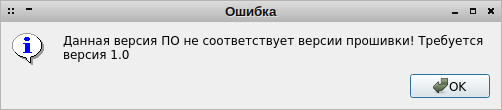 Ошибка
Данная версия ПО не соответствует версии прошивки! Требуется
версия 1.0
OK